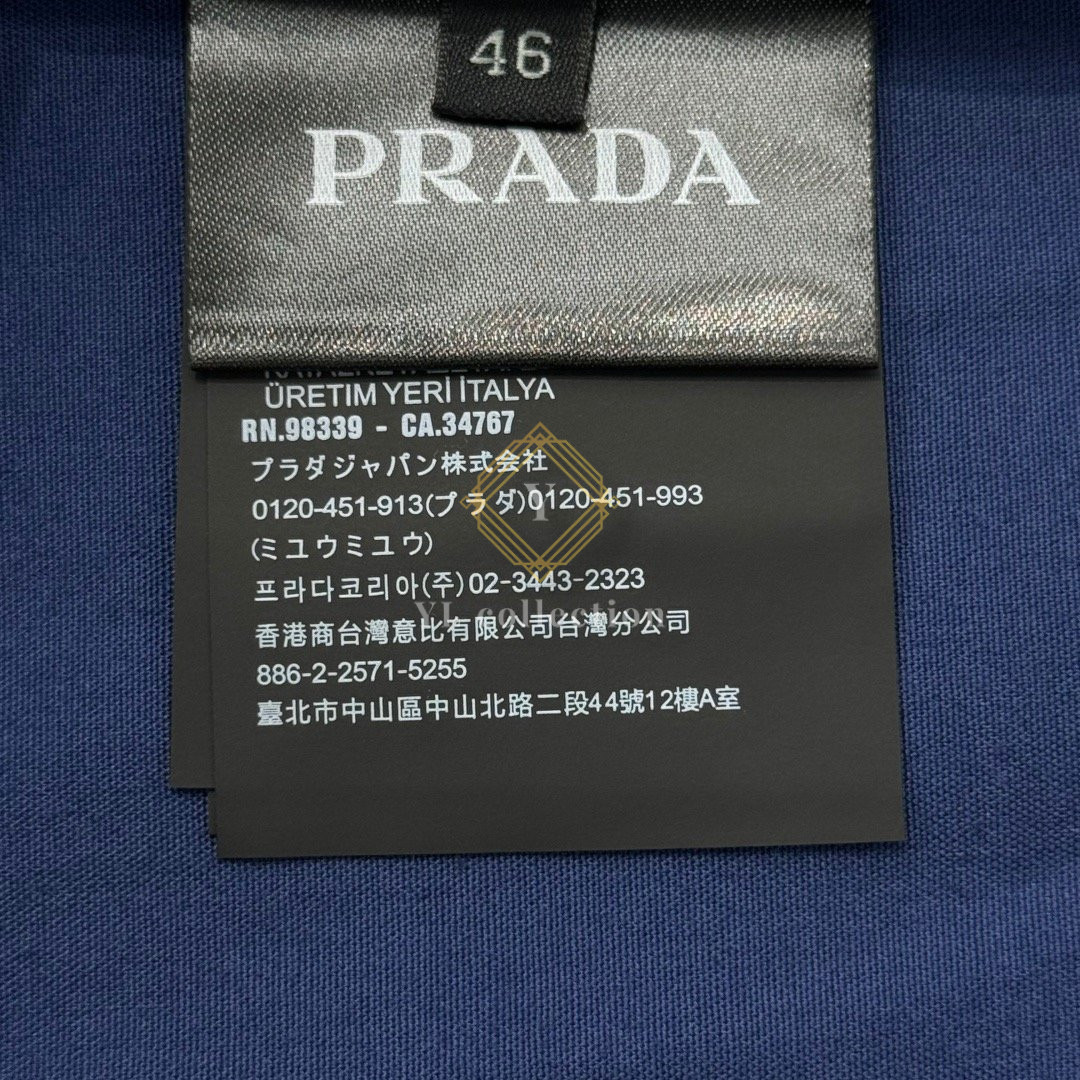 46
PRADA
ÜRETIM YERİ İTALYA
RN.98339 - CA.34767
プラダジャパン株式会社
0120-451-913(プラダ)0120-451-993
(ミユウミユウ)
프라다코리아(주)02-3443-2323
香港商台灣意比有限公司台灣分公司
886-2-2571-5255
臺北市中山區中山北路二段44號12樓A室
Y
YL collection